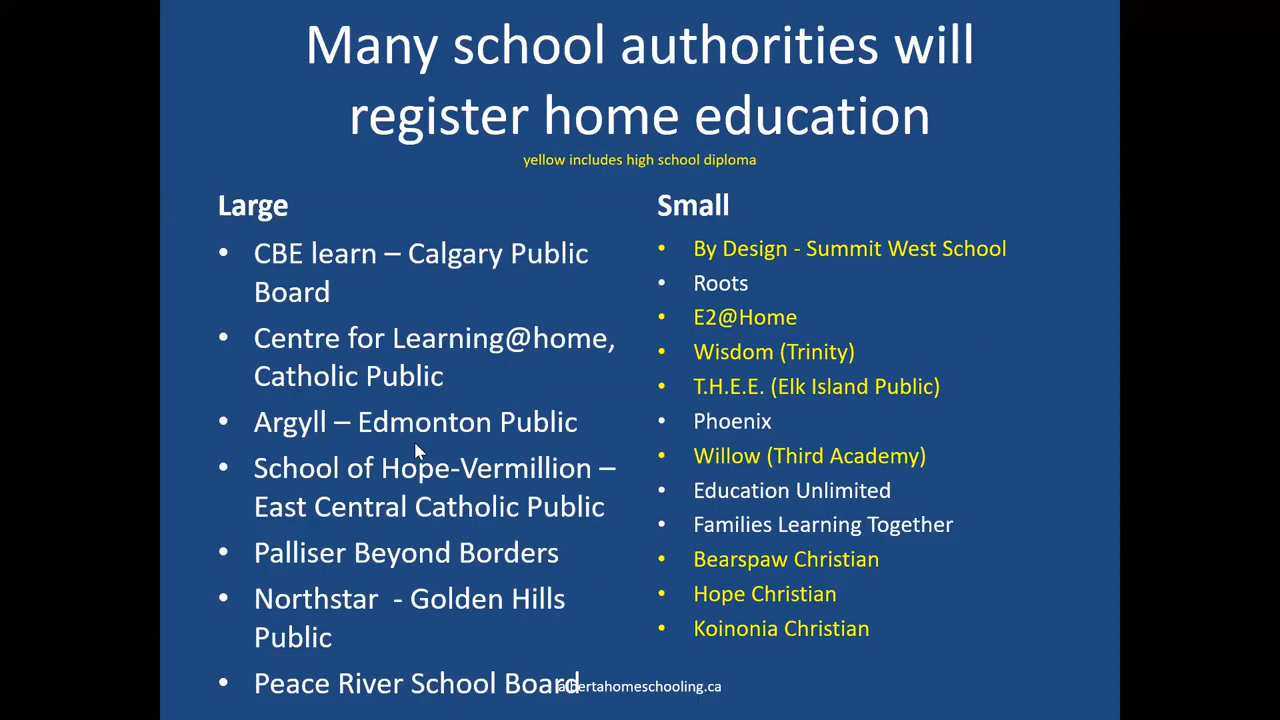 Many school authorities will
register home education
yellow includes high school diploma
Large
• CBE learn – Calgary Public
Board
• Centre for Learning@home,
Catholic Public
• Argyll – Edmonton Public
• School of Hope-Vermillion –
East Central Catholic Public
• Palliser Beyond Borders
• Northstar - Golden Hills
Public
• Peace River School Board
Small
• By Design - Summit West School
• Roots
• E2@Home
• Wisdom (Trinity)
• T.H.E.E. (Elk Island Public)
• Phoenix
• Willow (Third Academy)
• Education Unlimited
• Families Learning Together
• Bearspaw Christian
• Hope Christian
• Koinonia Christian
albertahomeschooling.ca